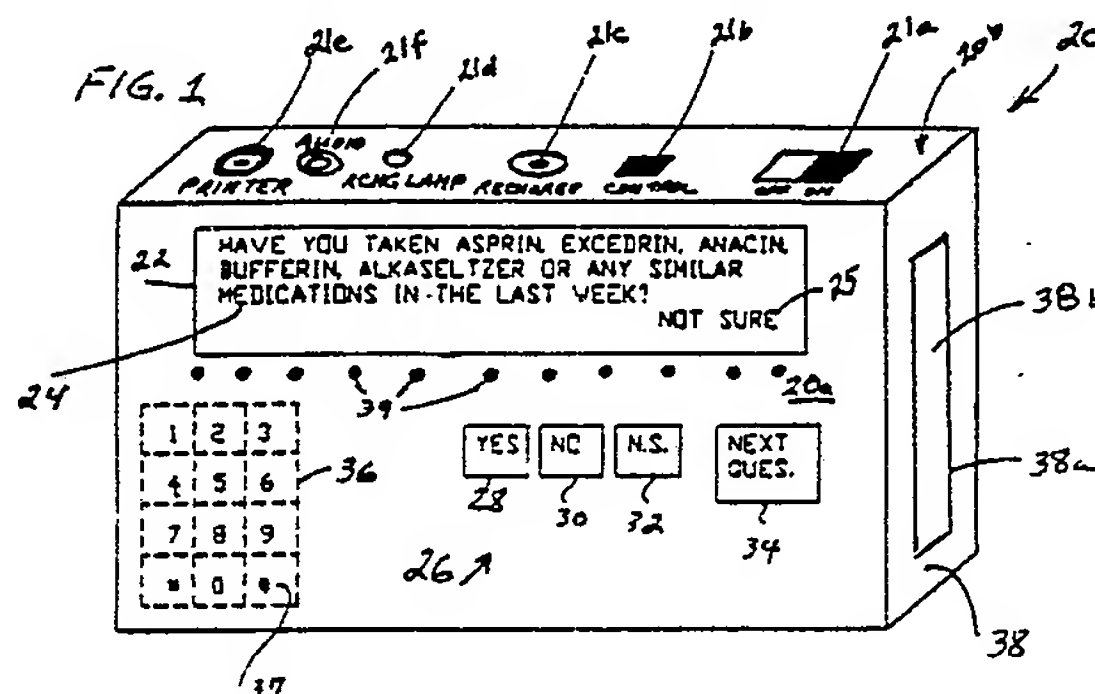 FIG. 1
21e
21f
21d
21c
21b
21a
20
AUDIO
PRINTER
RCHG LAMP
CONTROL
OFF ON
22
HAVE YOU TAKEN ASPRIN, EXCEDRIN, ANACIN,
BUFFERIN, ALKASELTZER OR ANY SIMILAR
MEDICATIONS IN THE LAST WEEK?
NOT SURE
25
24
39
20a
38
1 2 3
4 5 6
7 8 9
0
36
37
YES
NO
N.S.
NEXT
QUES.
28
30
32
34
26
38a
38